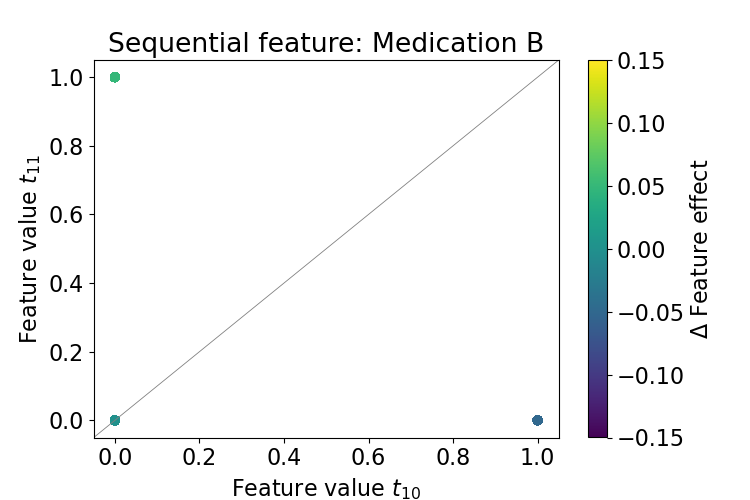 Sequential feature: Medication B
1.0
0.8
0.6
0.4
0.2
0.0
Feature value t₁₁
0.0 0.2 0.4 0.6 0.8 1.0
Feature value t₁₀
0.15
0.10
0.05
0.00
−0.05
−0.10
−0.15
Δ Feature effect